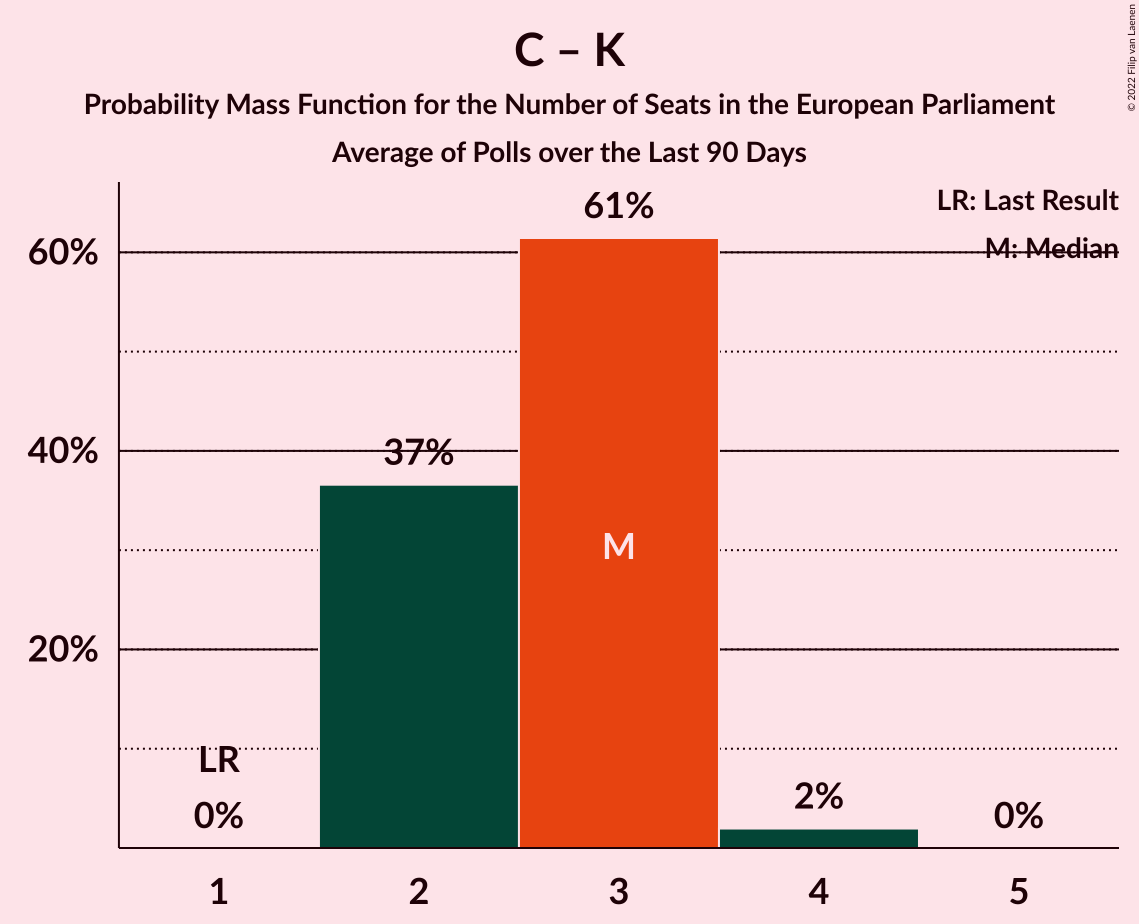 C – K
Probability Mass Function for the Number of Seats in the European Parliament
Average of Polls over the Last 90 Days
© 2022 Filip van Laenen
LR: Last Result
M: Median
61%
60%
37%
40%
M
20%
LR
0%
2%
0%
1 2 3 4 5